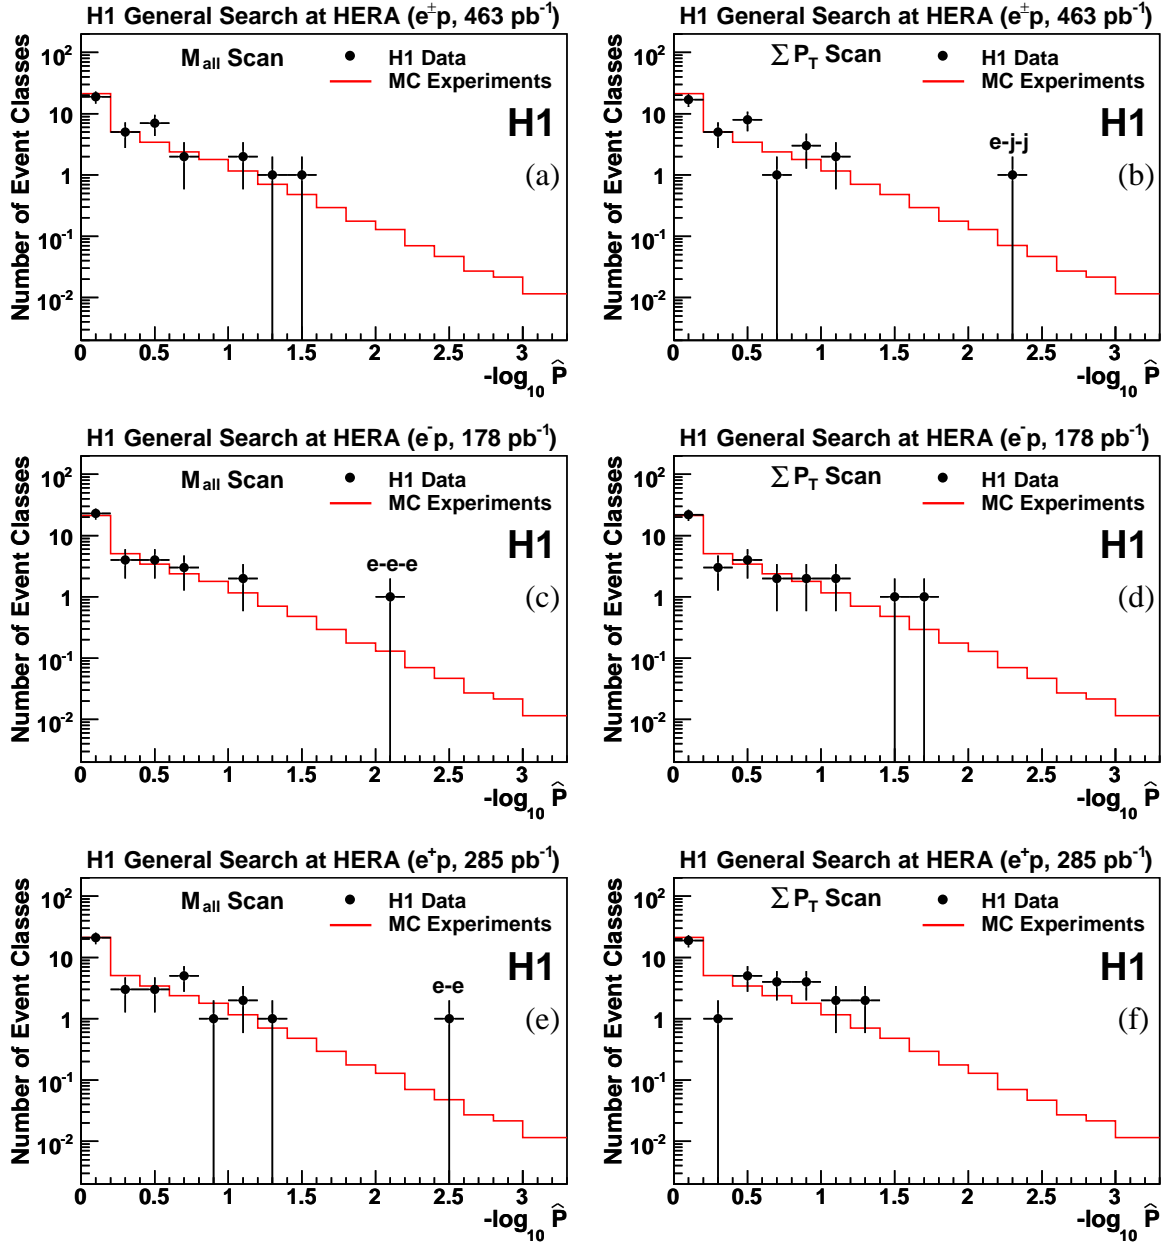 H1 General Search at HERA (e±p, 463 pb⁻¹)
Number of Event Classes
M_all Scan
H1 Data
MC Experiments
H1
(a)
10²
10
1
10⁻¹
10⁻²
0 0.5 1 1.5 2 2.5 3
-log₁₀ P̂
H1 General Search at HERA (e±p, 463 pb⁻¹)
Number of Event Classes
∑ P_T Scan
H1 Data
MC Experiments
H1
e-j-j
(b)
10²
10
1
10⁻¹
10⁻²
0 0.5 1 1.5 2 2.5 3
-log₁₀ P̂
H1 General Search at HERA (e⁻p, 178 pb⁻¹)
Number of Event Classes
M_all Scan
H1 Data
MC Experiments
H1
e-e-e
(c)
10²
10
1
10⁻¹
10⁻²
0 0.5 1 1.5 2 2.5 3
-log₁₀ P̂
H1 General Search at HERA (e⁻p, 178 pb⁻¹)
Number of Event Classes
∑ P_T Scan
H1 Data
MC Experiments
H1
(d)
10²
10
1
10⁻¹
10⁻²
0 0.5 1 1.5 2 2.5 3
-log₁₀ P̂
H1 General Search at HERA (e⁺p, 285 pb⁻¹)
Number of Event Classes
M_all Scan
H1 Data
MC Experiments
H1
e-e
(e)
10²
10
1
10⁻¹
10⁻²
0 0.5 1 1.5 2 2.5 3
-log₁₀ P̂
H1 General Search at HERA (e⁺p, 285 pb⁻¹)
Number of Event Classes
∑ P_T Scan
H1 Data
MC Experiments
H1
(f)
10²
10
1
10⁻¹
10⁻²
0 0.5 1 1.5 2 2.5 3
-log₁₀ P̂